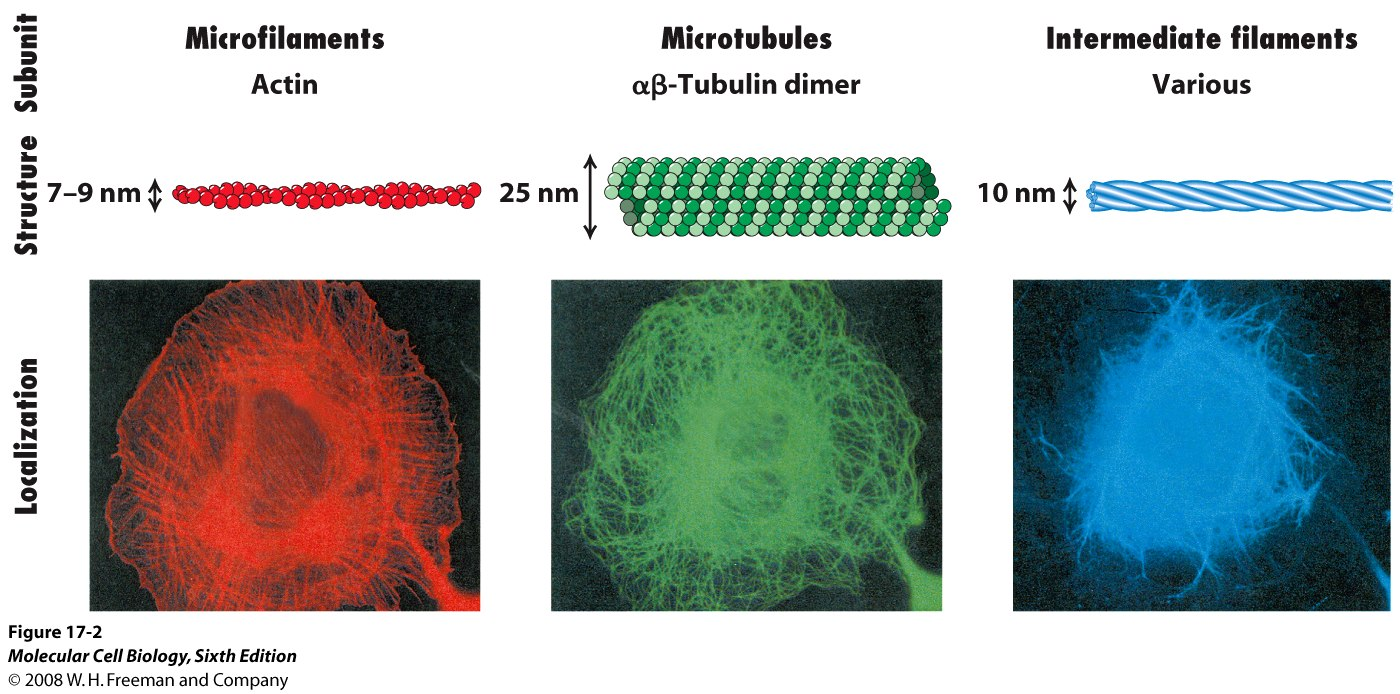 Subunit
Microfilaments
Actin
Microtubules
αβ-Tubulin dimer
Intermediate filaments
Various
Structure
7–9 nm
25 nm
10 nm
Localization
Figure 17-2
Molecular Cell Biology, Sixth Edition
© 2008 W. H. Freeman and Company